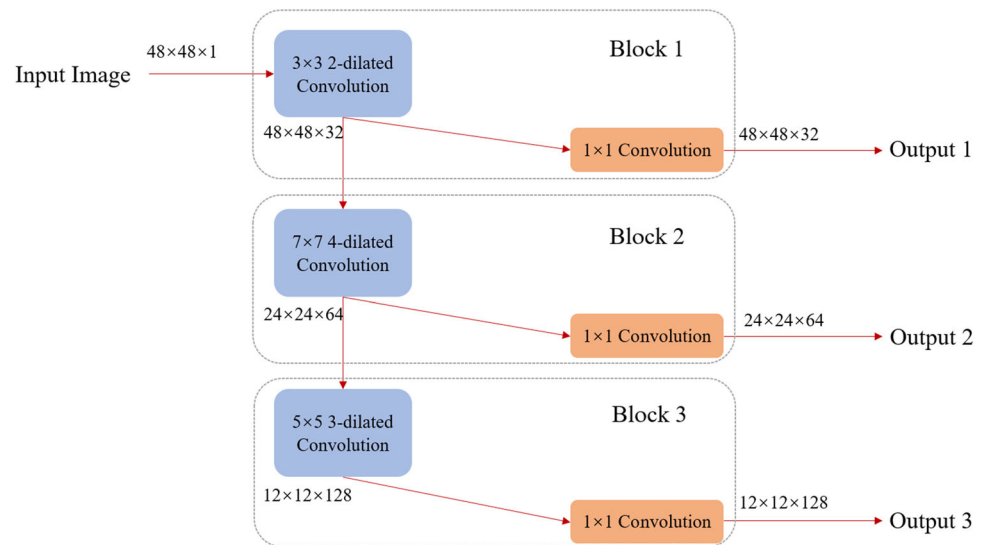 Block 1
48×48×1
Input Image
3×3 2-dilated
Convolution
48×48×32
1×1 Convolution
48×48×32
Output 1
Block 2
7×7 4-dilated
Convolution
24×24×64
1×1 Convolution
24×24×64
Output 2
Block 3
5×5 3-dilated
Convolution
12×12×128
1×1 Convolution
12×12×128
Output 3